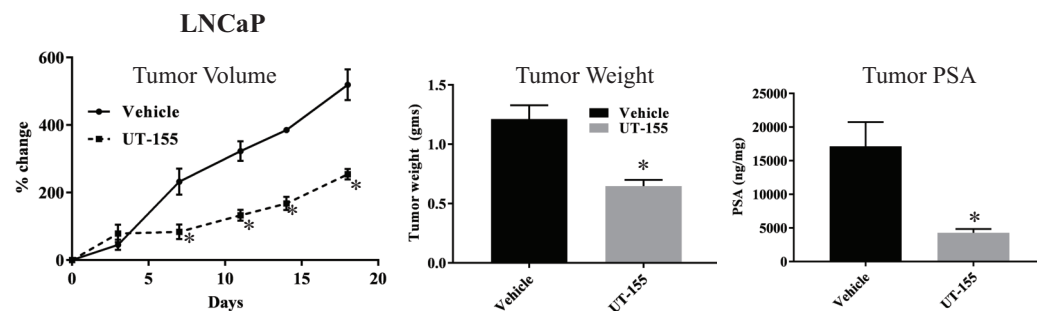 LNCaP
Tumor Volume
Vehicle
UT-155
% change
600
400
200
0
*
*
*
*
0
5
10
15
20
Days
Tumor Weight
Vehicle
UT-155
Tumor weight (gms)
1.5
1.0
0.5
0.0
*
Vehicle
UT-155
Tumor PSA
PSA (ng/mg)
25000
20000
15000
10000
5000
0
*
Vehicle
UT-155